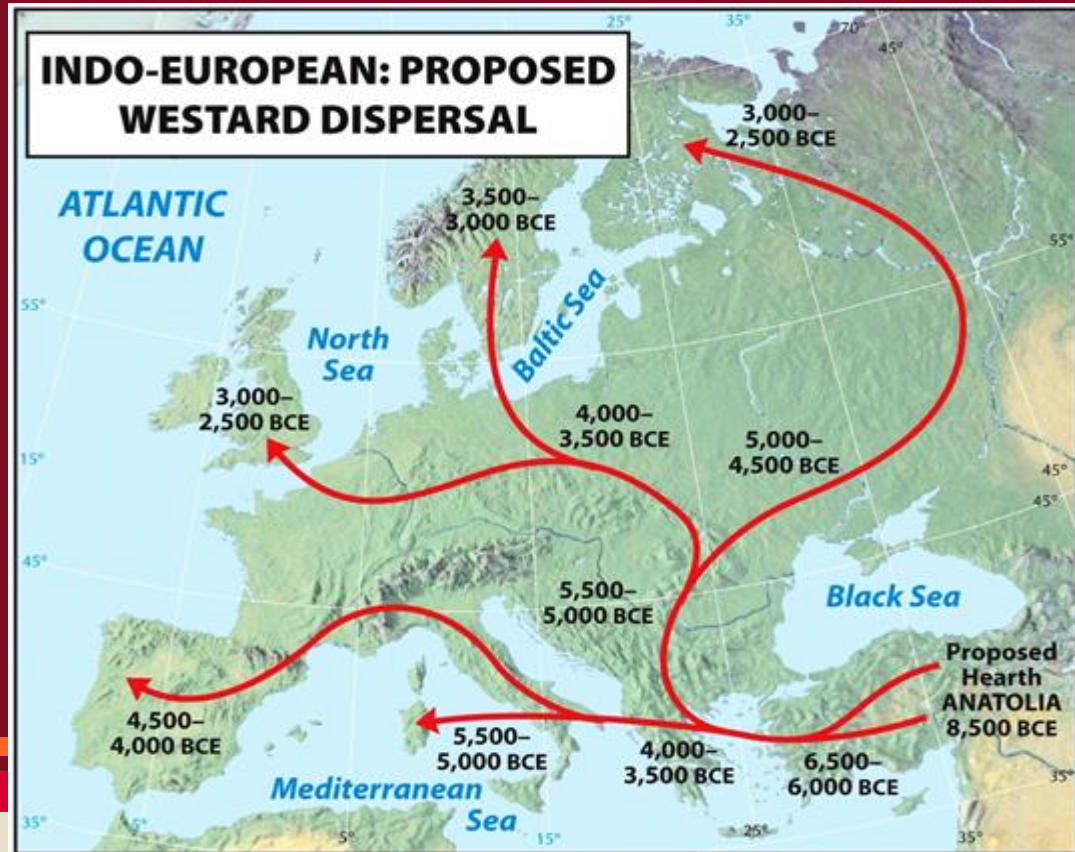 INDO-EUROPEAN: PROPOSED
WESTARD DISPERSAL
25°
35°
70°
45°
3,000–
2,500 BCE
ATLANTIC
OCEAN
3,500–
3,000 BCE
55°
55°
North
Sea
Baltic Sea
3,000–
2,500 BCE
4,000–
3,500 BCE
5,000–
4,500 BCE
15°
45°
45°
45°
5,500–
5,000 BCE
Black Sea
Proposed
Hearth
ANATOLIA
8,500 BCE
4,500–
4,000 BCE
5,500–
5,000 BCE
4,000–
3,500 BCE
6,500–
6,000 BCE
Mediterranean
Sea
35°
35°
5°
5°
15°
25°
35°